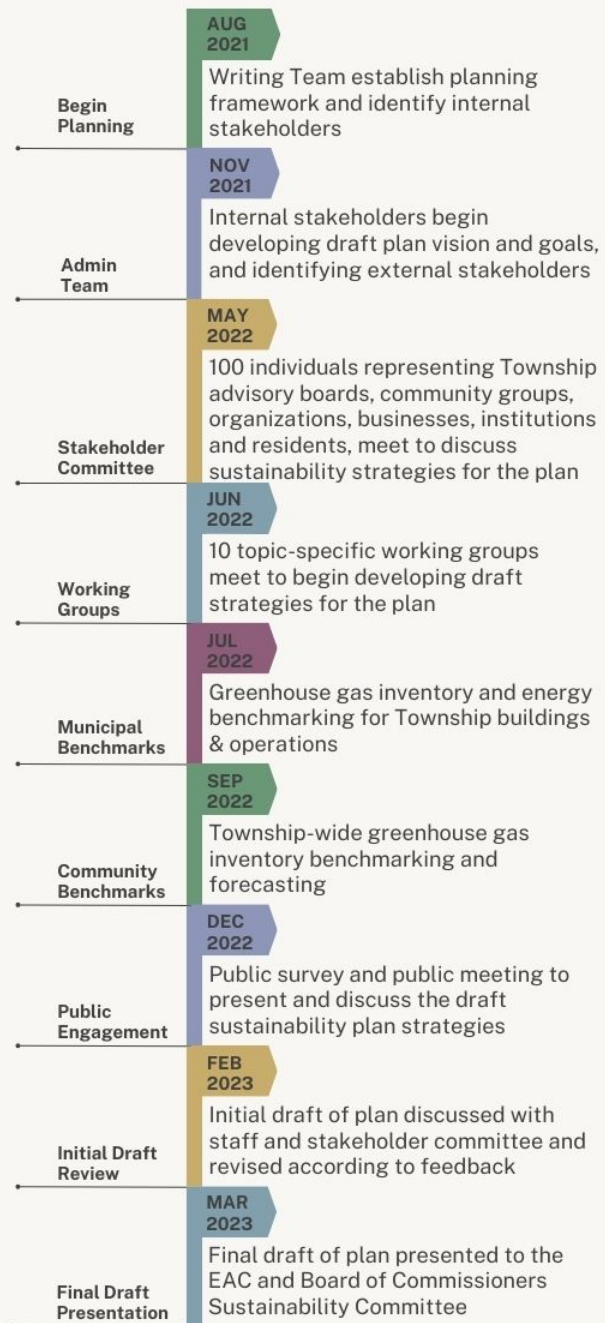 AUG
2021
Writing Team establish planning
framework and identify internal
stakeholders
Begin
Planning
NOV
2021
Internal stakeholders begin
developing draft plan vision and goals,
and identifying external stakeholders
Admin
Team
MAY
2022
100 individuals representing Township
advisory boards, community groups,
organizations, businesses, institutions
and residents, meet to discuss
sustainability strategies for the plan
Stakeholder
Committee
JUN
2022
10 topic-specific working groups
meet to begin developing draft
strategies for the plan
Working
Groups
JUL
2022
Greenhouse gas inventory and energy
benchmarking for Township buildings
& operations
Municipal
Benchmarks
SEP
2022
Township-wide greenhouse gas
inventory benchmarking and
forecasting
Community
Benchmarks
DEC
2022
Public survey and public meeting to
present and discuss the draft
sustainability plan strategies
Public
Engagement
FEB
2023
Initial draft of plan discussed with
staff and stakeholder committee and
revised according to feedback
Initial Draft
Review
MAR
2023
Final draft of plan presented to the
EAC and Board of Commissioners
Sustainability Committee
Final Draft
Presentation